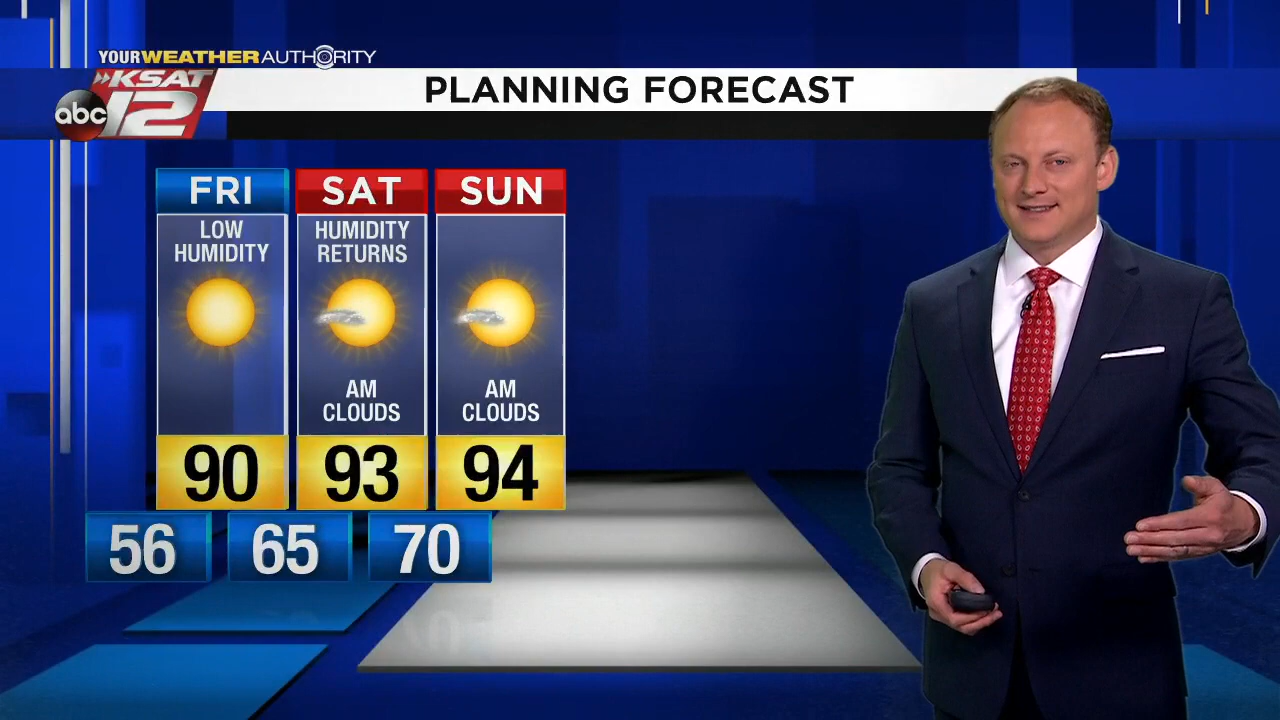 YOURWEATHERAUTHORITY
KSAT
abc 12
PLANNING FORECAST
FRI SAT SUN
LOW HUMIDITY
HUMIDITY RETURNS
AM CLOUDS
AM CLOUDS
90 93 94
56 65 70